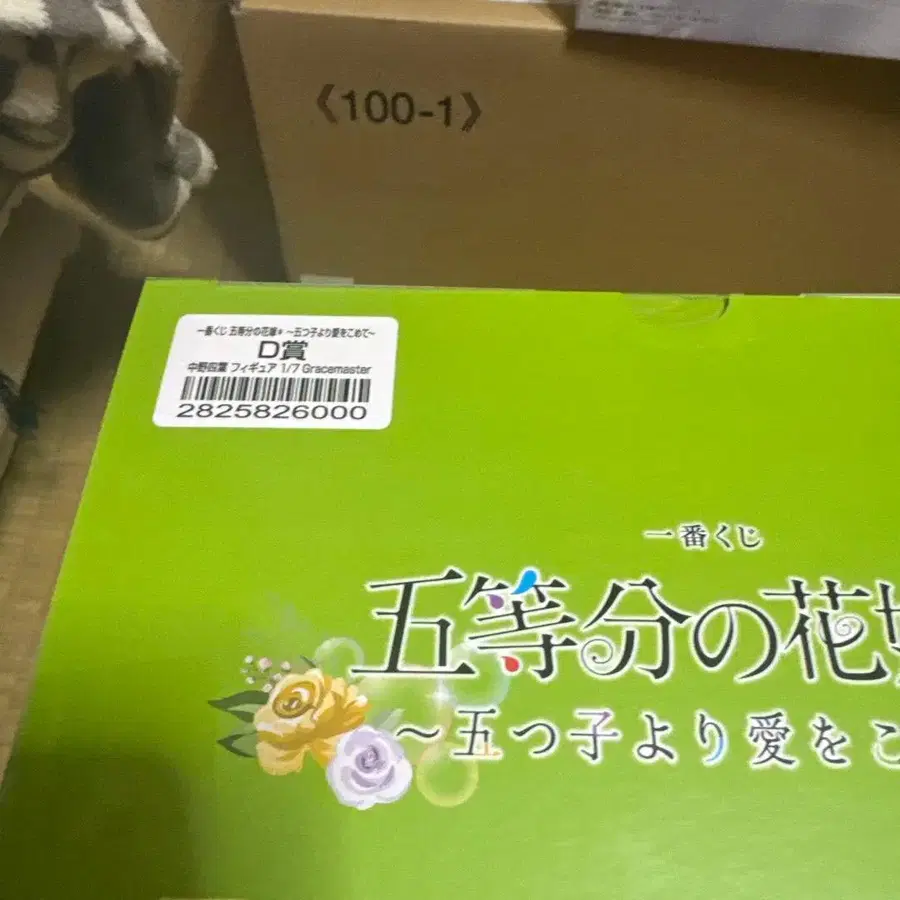 《100-1》
一番くじ 五等分の花嫁* ～五つ子より愛をこめて～
D賞
中野四葉 フィギュア 1/7 Gracemaster
2825826000
一番くじ
五等分の花嫁
～五つ子より愛をこ